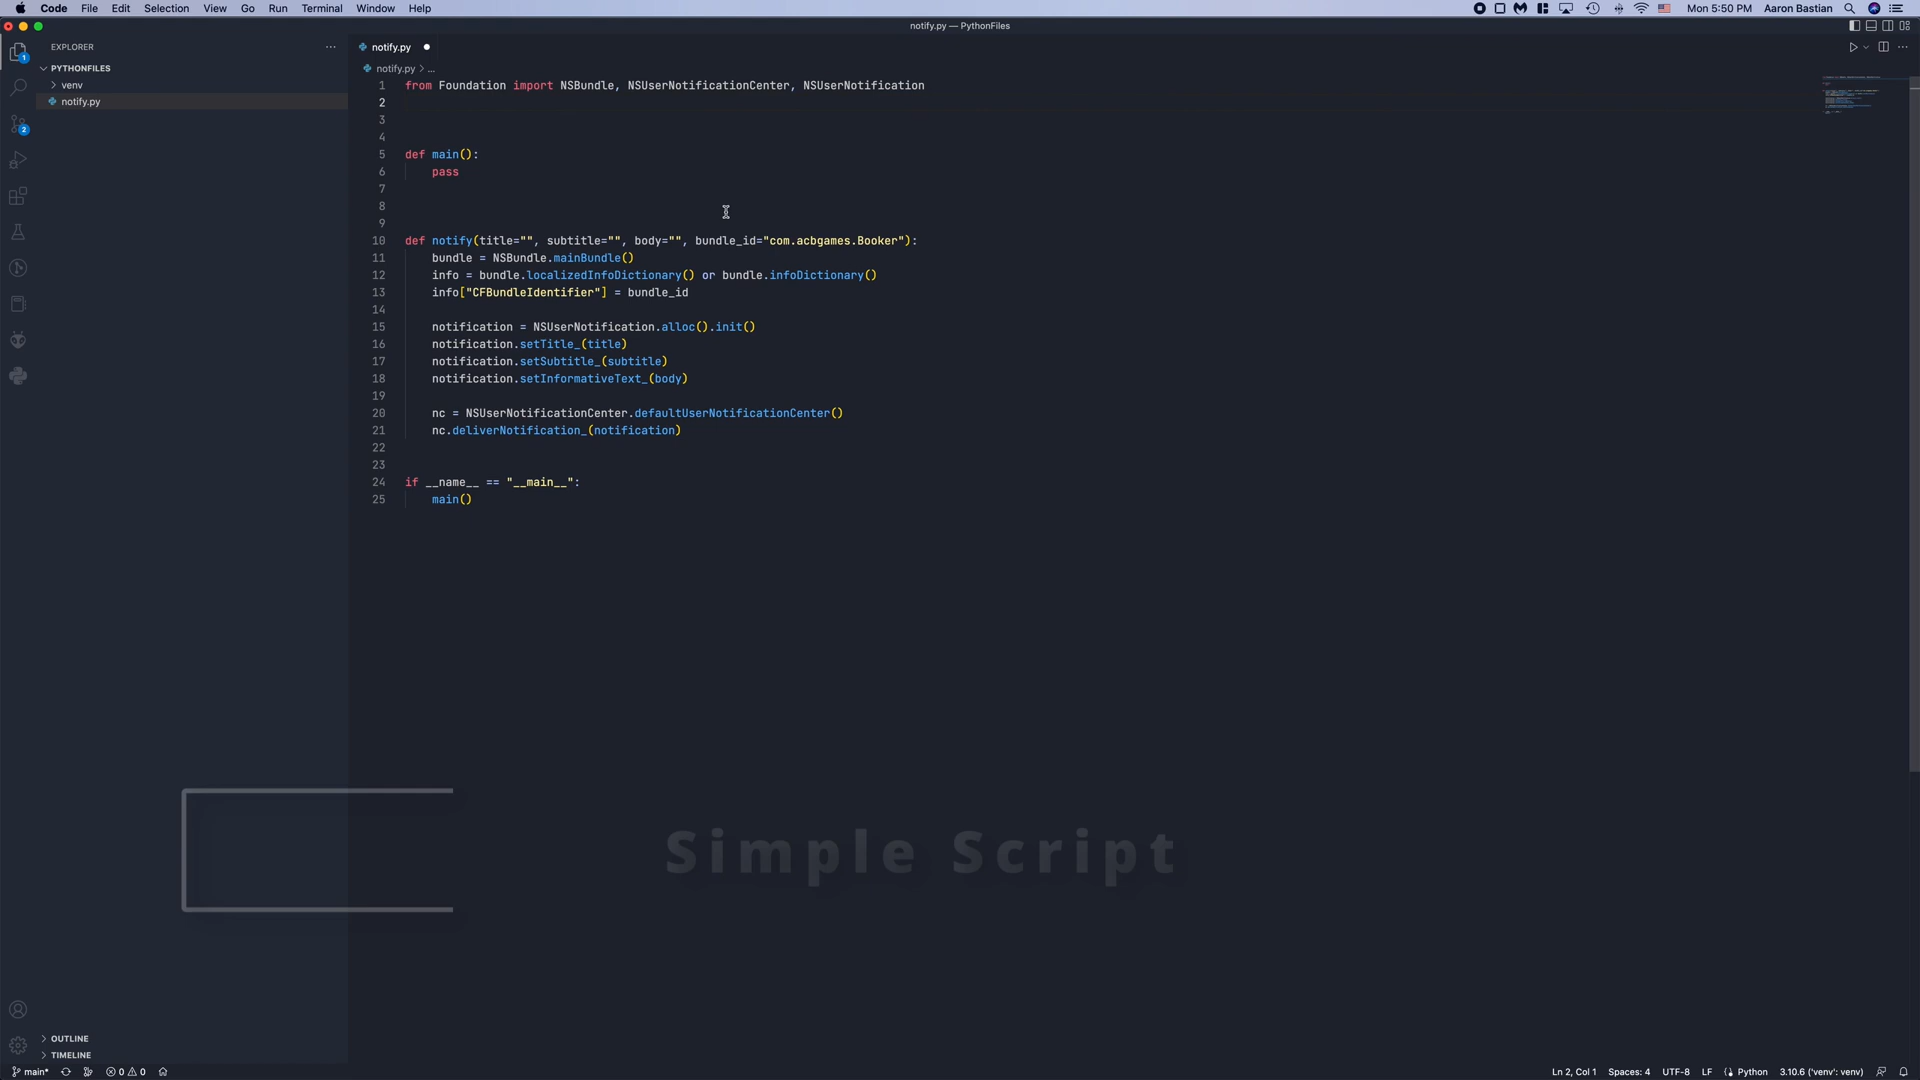 Code File Edit Selection View Go Run Terminal Window Help Mon 5:50 PM Aaron Bastian
notify.py — PythonFiles
EXPLORER
PYTHONFILES
venv
notify.py
1
2
notify.py
notify.py > ...
1 from Foundation import NSBundle, NSUserNotificationCenter, NSUserNotification
2
3
4
5 def main():
6 pass
7
8
9
10 def notify(title="", subtitle="", body="", bundle_id="com.acbgames.Booker"):
11 bundle = NSBundle.mainBundle()
12 info = bundle.localizedInfoDictionary() or bundle.infoDictionary()
13 info["CFBundleIdentifier"] = bundle_id
14
15 notification = NSUserNotification.alloc().init()
16 notification.setTitle_(title)
17 notification.setSubtitle_(subtitle)
18 notification.setInformativeText_(body)
19
20 nc = NSUserNotificationCenter.defaultUserNotificationCenter()
21 nc.deliverNotification_(notification)
22
23
24 if __name__ == "__main__":
25 main()
Simple Script
OUTLINE
TIMELINE
main* 0 0 Ln 2, Col 1 Spaces: 4 UTF-8 LF Python 3.10.6 ('venv': venv)